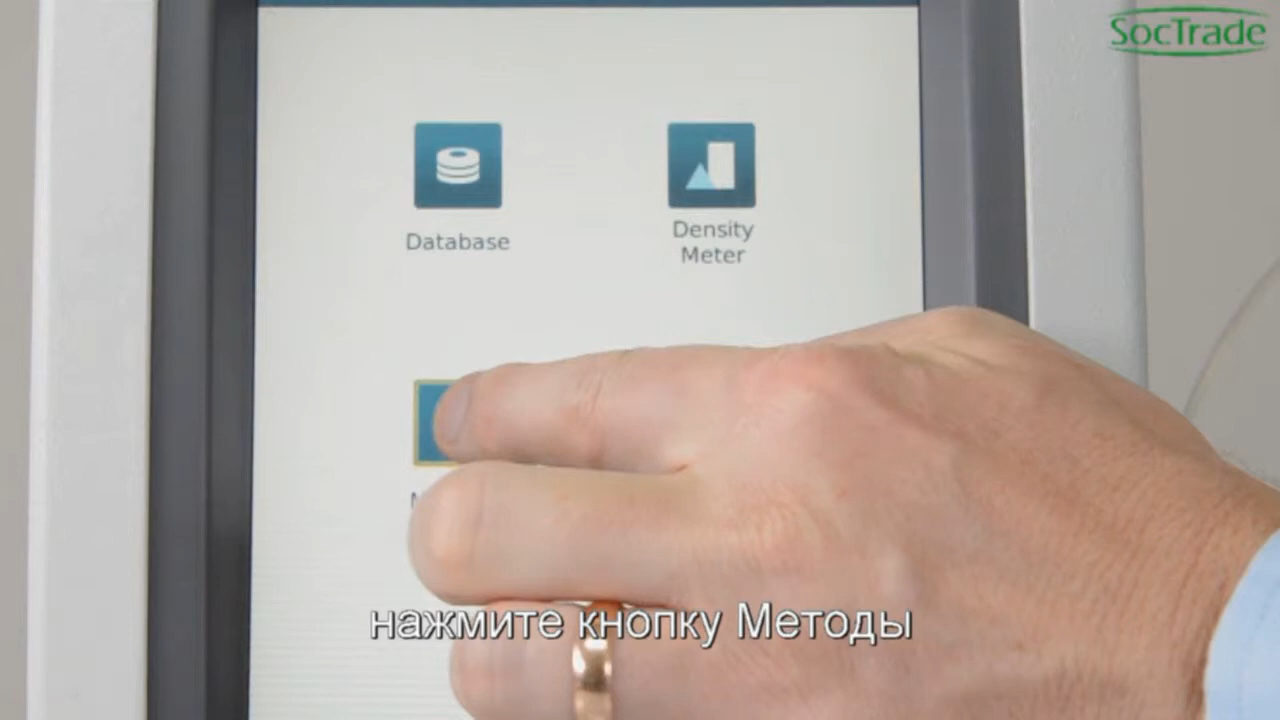 SocTrade
Database
Density
Meter
нажмите кнопку Методы